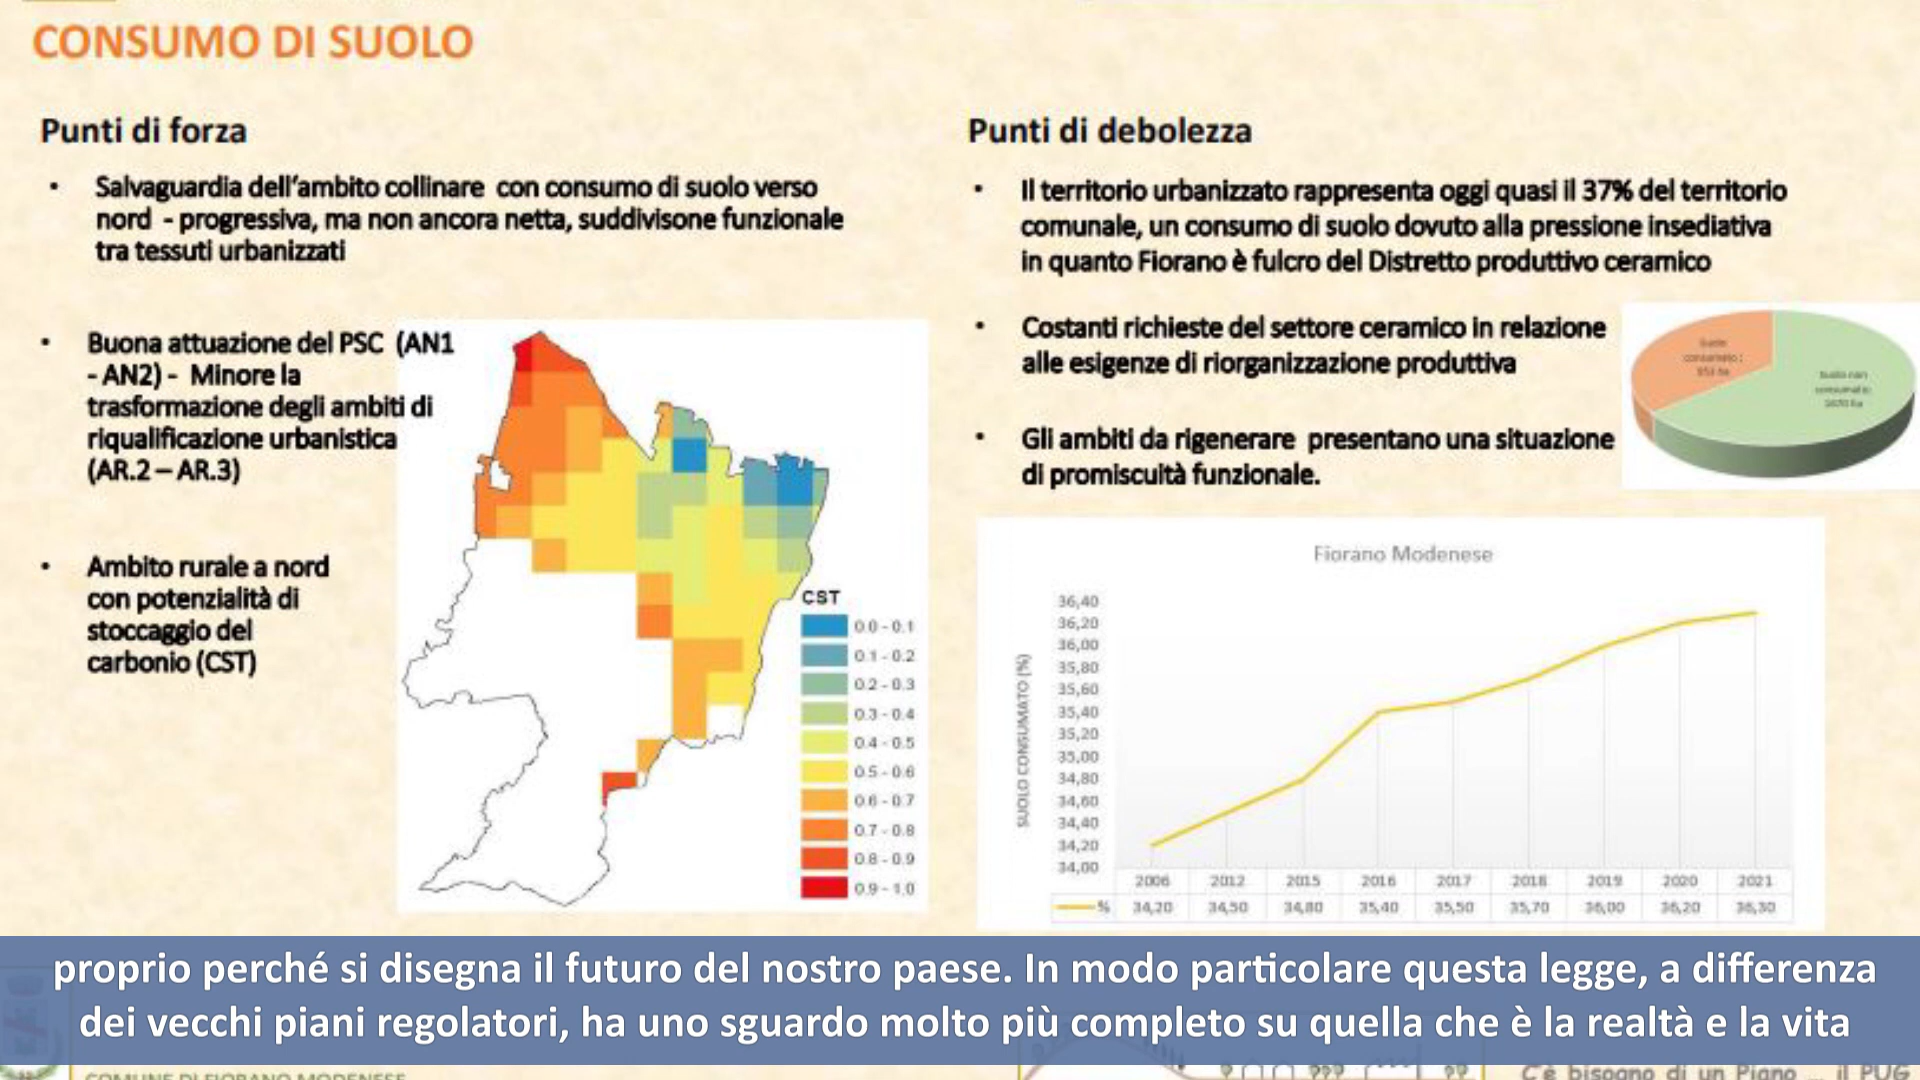 CONSUMO DI SUOLO
Punti di forza
• Salvaguardia dell'ambito collinare con consumo di suolo verso
nord - progressiva, ma non ancora netta, suddivisone funzionale
tra tessuti urbanizzati
• Buona attuazione del PSC (AN1
- AN2) - Minore la
trasformazione degli ambiti di
riqualificazione urbanistica
(AR.2 – AR.3)
• Ambito rurale a nord
con potenzialità di
stoccaggio del
carbonio (CST)
CST
0.0 - 0.1
0.1 - 0.2
0.2 - 0.3
0.3 - 0.4
0.4 - 0.5
0.5 - 0.6
0.6 - 0.7
0.7 - 0.8
0.8 - 0.9
0.9 - 1.0
Punti di debolezza
• Il territorio urbanizzato rappresenta oggi quasi il 37% del territorio
comunale, un consumo di suolo dovuto alla pressione insediativa
in quanto Fiorano è fulcro del Distretto produttivo ceramico
• Costanti richieste del settore ceramico in relazione
alle esigenze di riorganizzazione produttiva
• Gli ambiti da rigenerare presentano una situazione
di promiscuità funzionale.
Suolo
consumato;
Suolo non
consumato;
Fiorano Modenese
SUOLO CONSUMATO (%)
36,40
36,20
36,00
35,80
35,60
35,40
35,20
35,00
34,80
34,60
34,40
34,20
34,00
2006 2012 2015 2016 2017 2018 2019 2020 2021
% 34,20 34,50 34,80 35,40 35,50 35,70 36,00 36,20 36,30
proprio perché si disegna il futuro del nostro paese. In modo particolare questa legge, a differenza
dei vecchi piani regolatori, ha uno sguardo molto più completo su quella che è la realtà e la vita
COMUNE DI FIORANO MODENESE
C'è bisogno di un Piano … il PUG